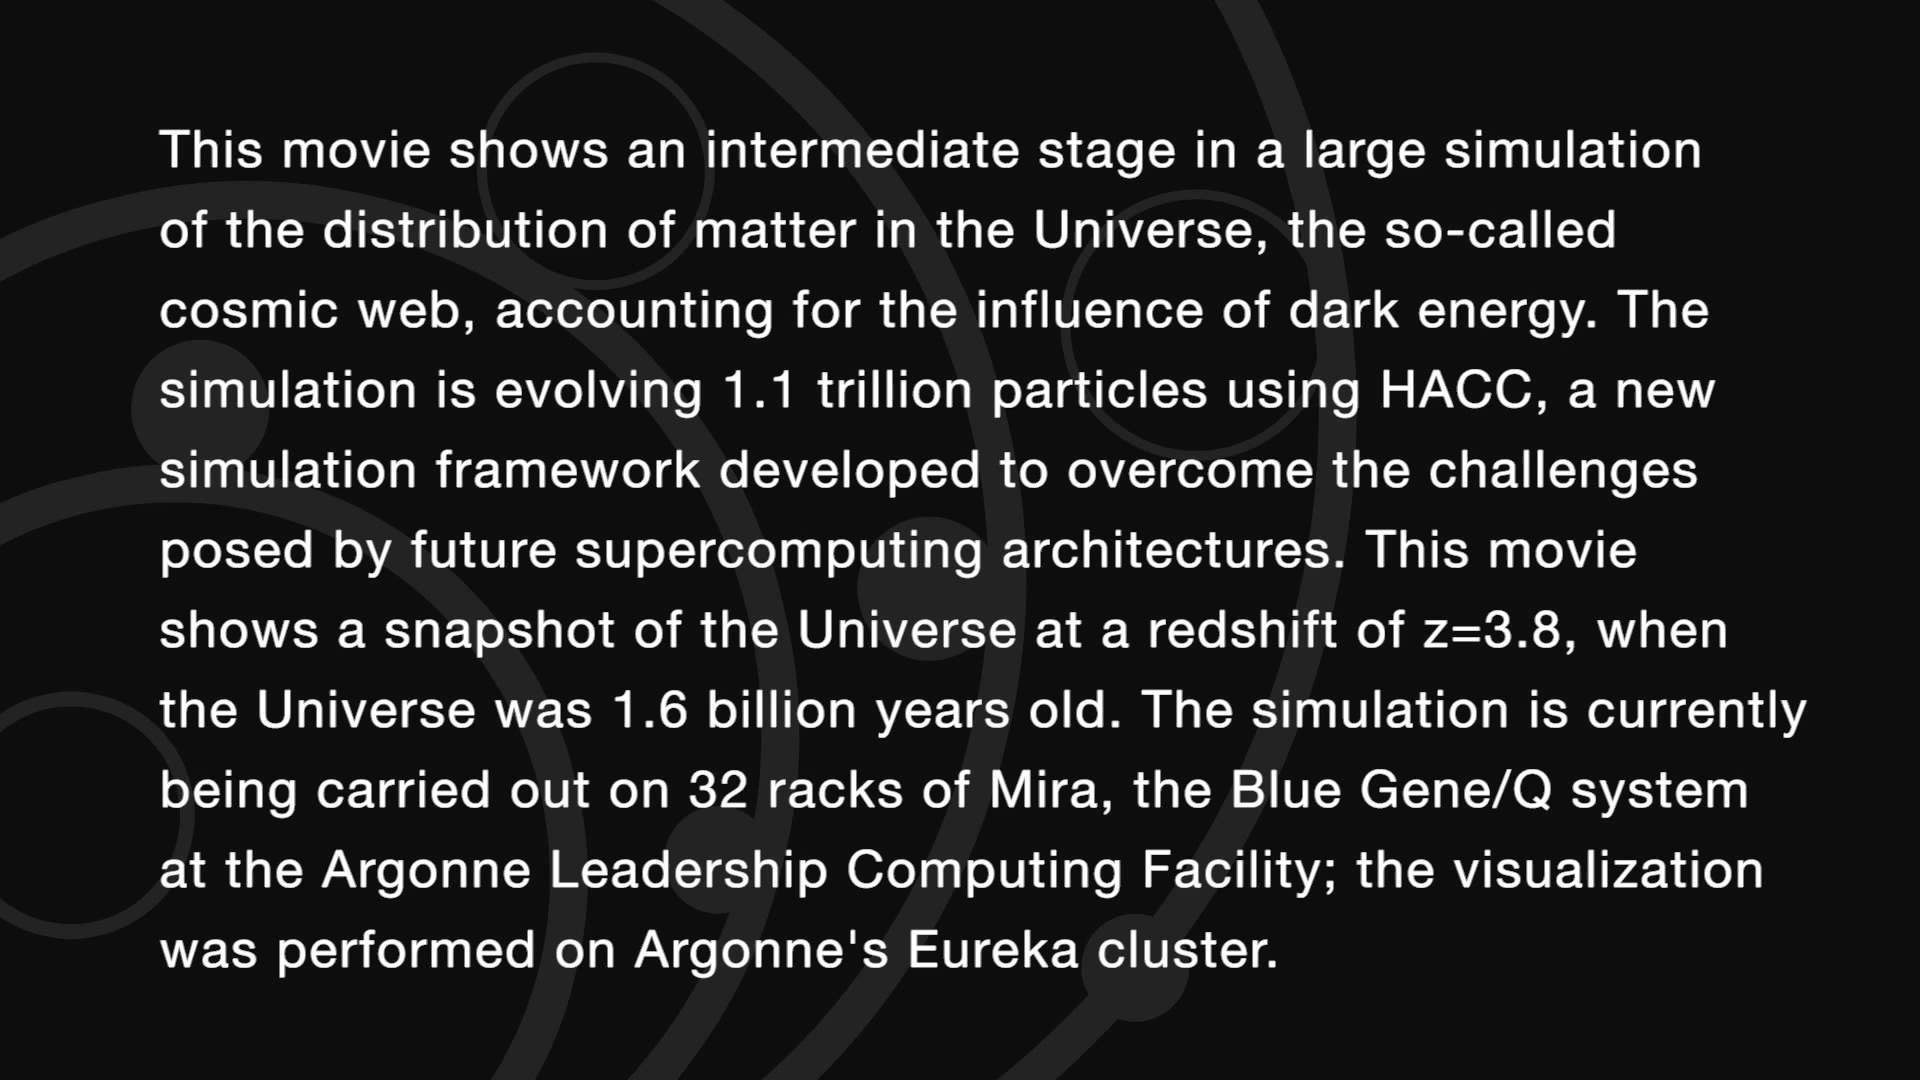 This movie shows an intermediate stage in a large simulation
of the distribution of matter in the Universe, the so-called
cosmic web, accounting for the influence of dark energy. The
simulation is evolving 1.1 trillion particles using HACC, a new
simulation framework developed to overcome the challenges
posed by future supercomputing architectures. This movie
shows a snapshot of the Universe at a redshift of z=3.8, when
the Universe was 1.6 billion years old. The simulation is currently
being carried out on 32 racks of Mira, the Blue Gene/Q system
at the Argonne Leadership Computing Facility; the visualization
was performed on Argonne's Eureka cluster.